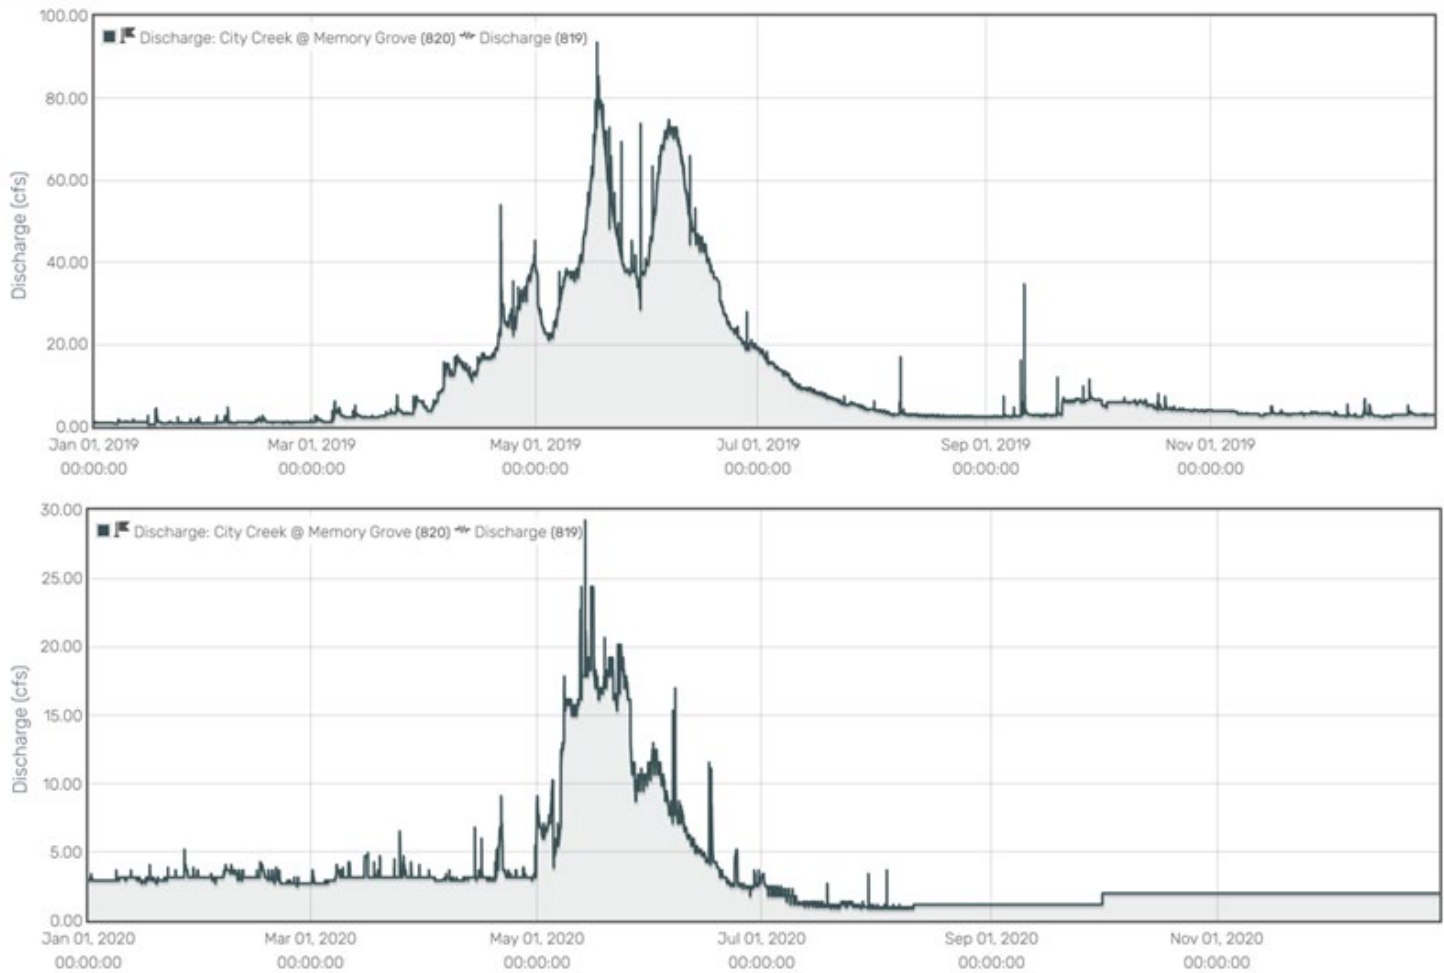 100.00
Discharge: City Creek @ Memory Grove (820) Discharge (819)
80.00
60.00
Discharge (cfs)
40.00
20.00
0.00
Jan 01, 2019 Mar 01, 2019 May 01, 2019 Jul 01, 2019 Sep 01, 2019 Nov 01, 2019
00:00:00 00:00:00 00:00:00 00:00:00 00:00:00 00:00:00
30.00
Discharge: City Creek @ Memory Grove (820) Discharge (819)
25.00
20.00
Discharge (cfs)
15.00
10.00
5.00
0.00
Jan 01, 2020 Mar 01, 2020 May 01, 2020 Jul 01, 2020 Sep 01, 2020 Nov 01, 2020
00:00:00 00:00:00 00:00:00 00:00:00 00:00:00 00:00:00